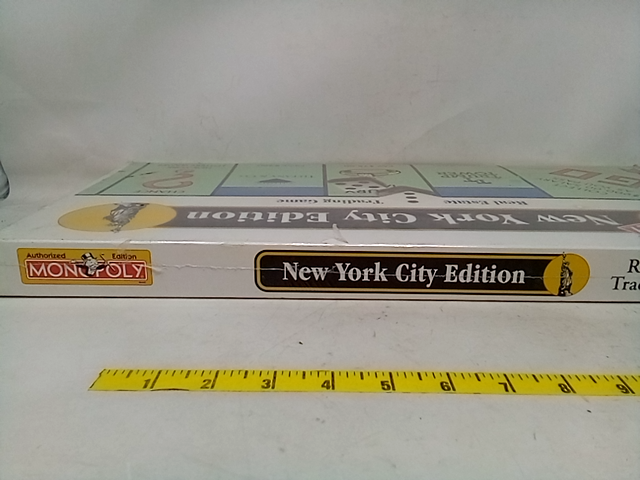 Real Estate
Trading Game
New York City Edition
Authorized Edition
MONOPOLY
New York City Edition
R
Trad
1 2 3 4 5 6 7 8 9